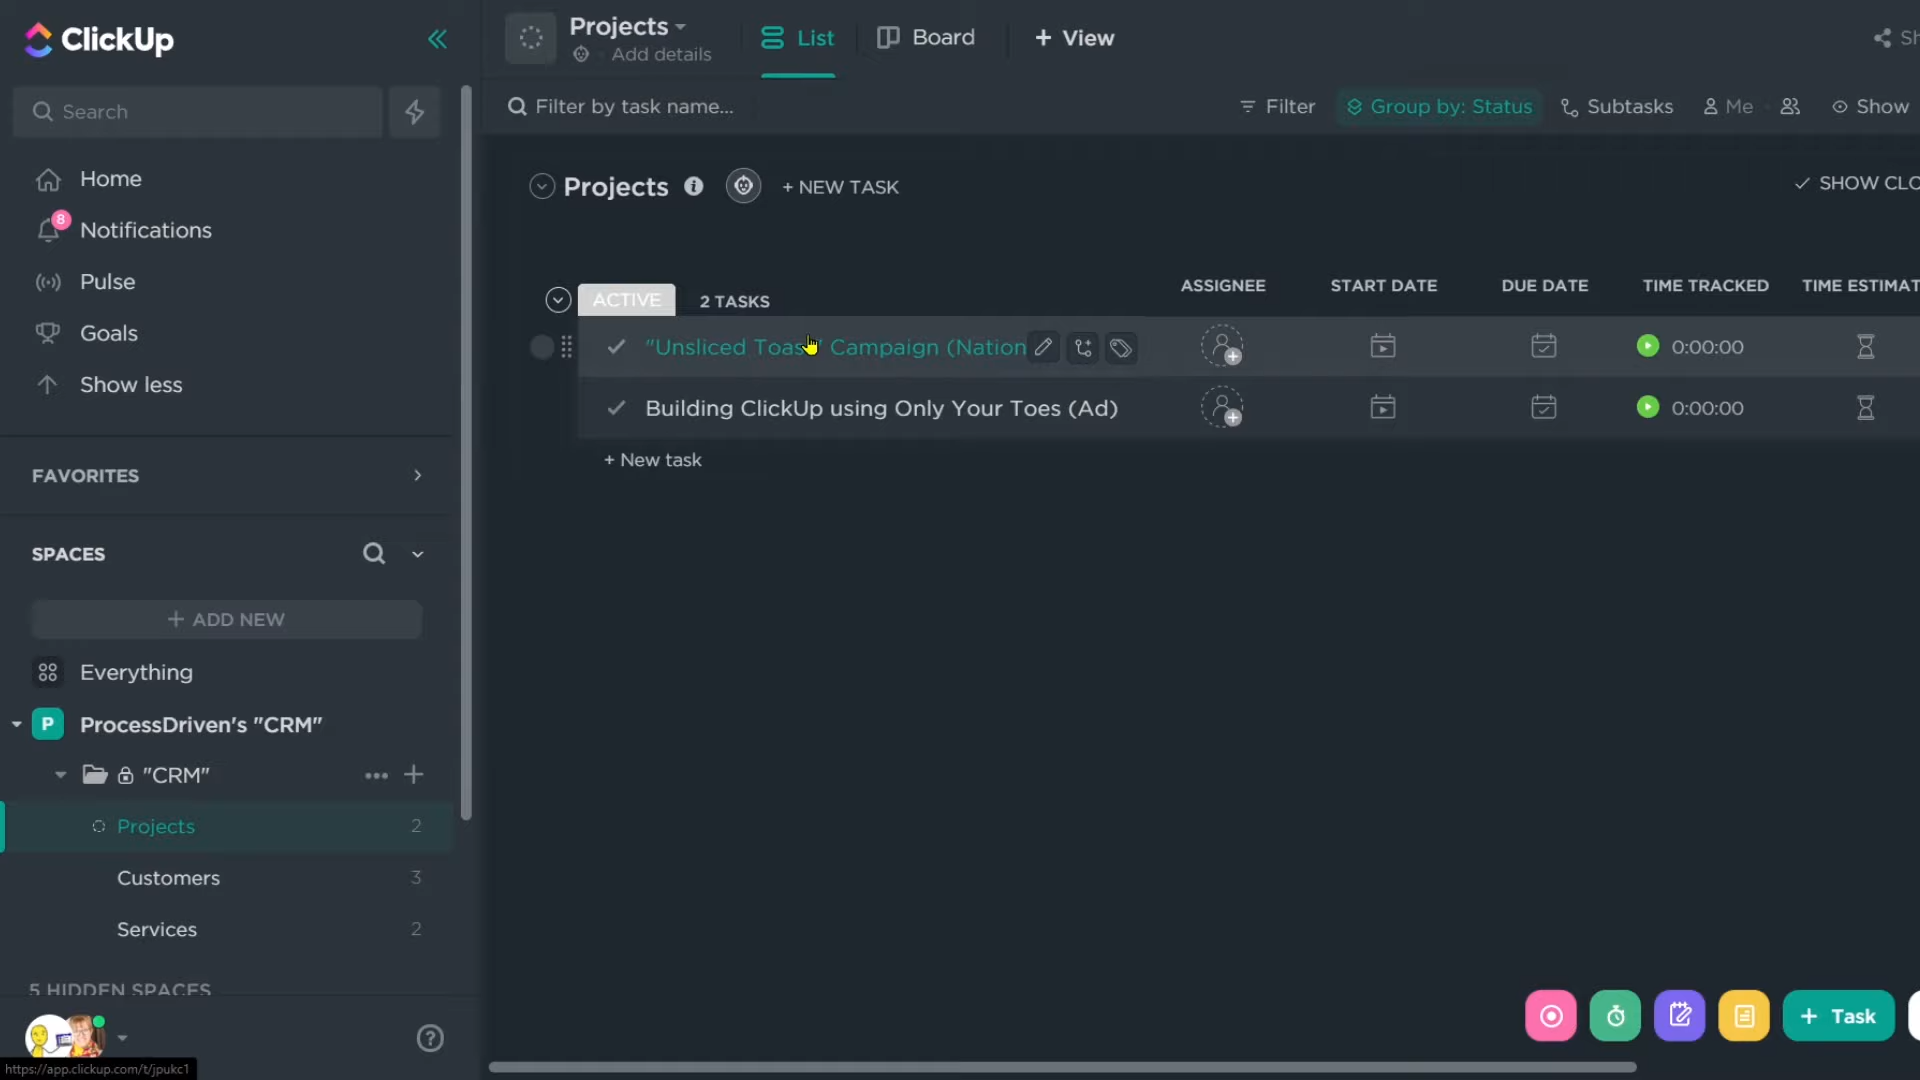 ClickUp
Search
Home
8
Notifications
Pulse
Goals
Show less
FAVORITES
SPACES
+ ADD NEW
Everything
P ProcessDriven's "CRM"
"CRM"
Projects 2
Customers 3
Services 2
5 HIDDEN SPACES
https://app.clickup.com/t/jpukc1
Projects
Add details
List
Board
+ View
Sh
Filter by task name...
Filter
Group by: Status
Subtasks
Me
Show
Projects
+ NEW TASK
SHOW CLO
ACTIVE
2 TASKS
ASSIGNEE
START DATE
DUE DATE
TIME TRACKED
TIME ESTIMAT
"Unsliced Toast" Campaign (Nation
0:00:00
Building ClickUp using Only Your Toes (Ad)
0:00:00
+ New task
+ Task